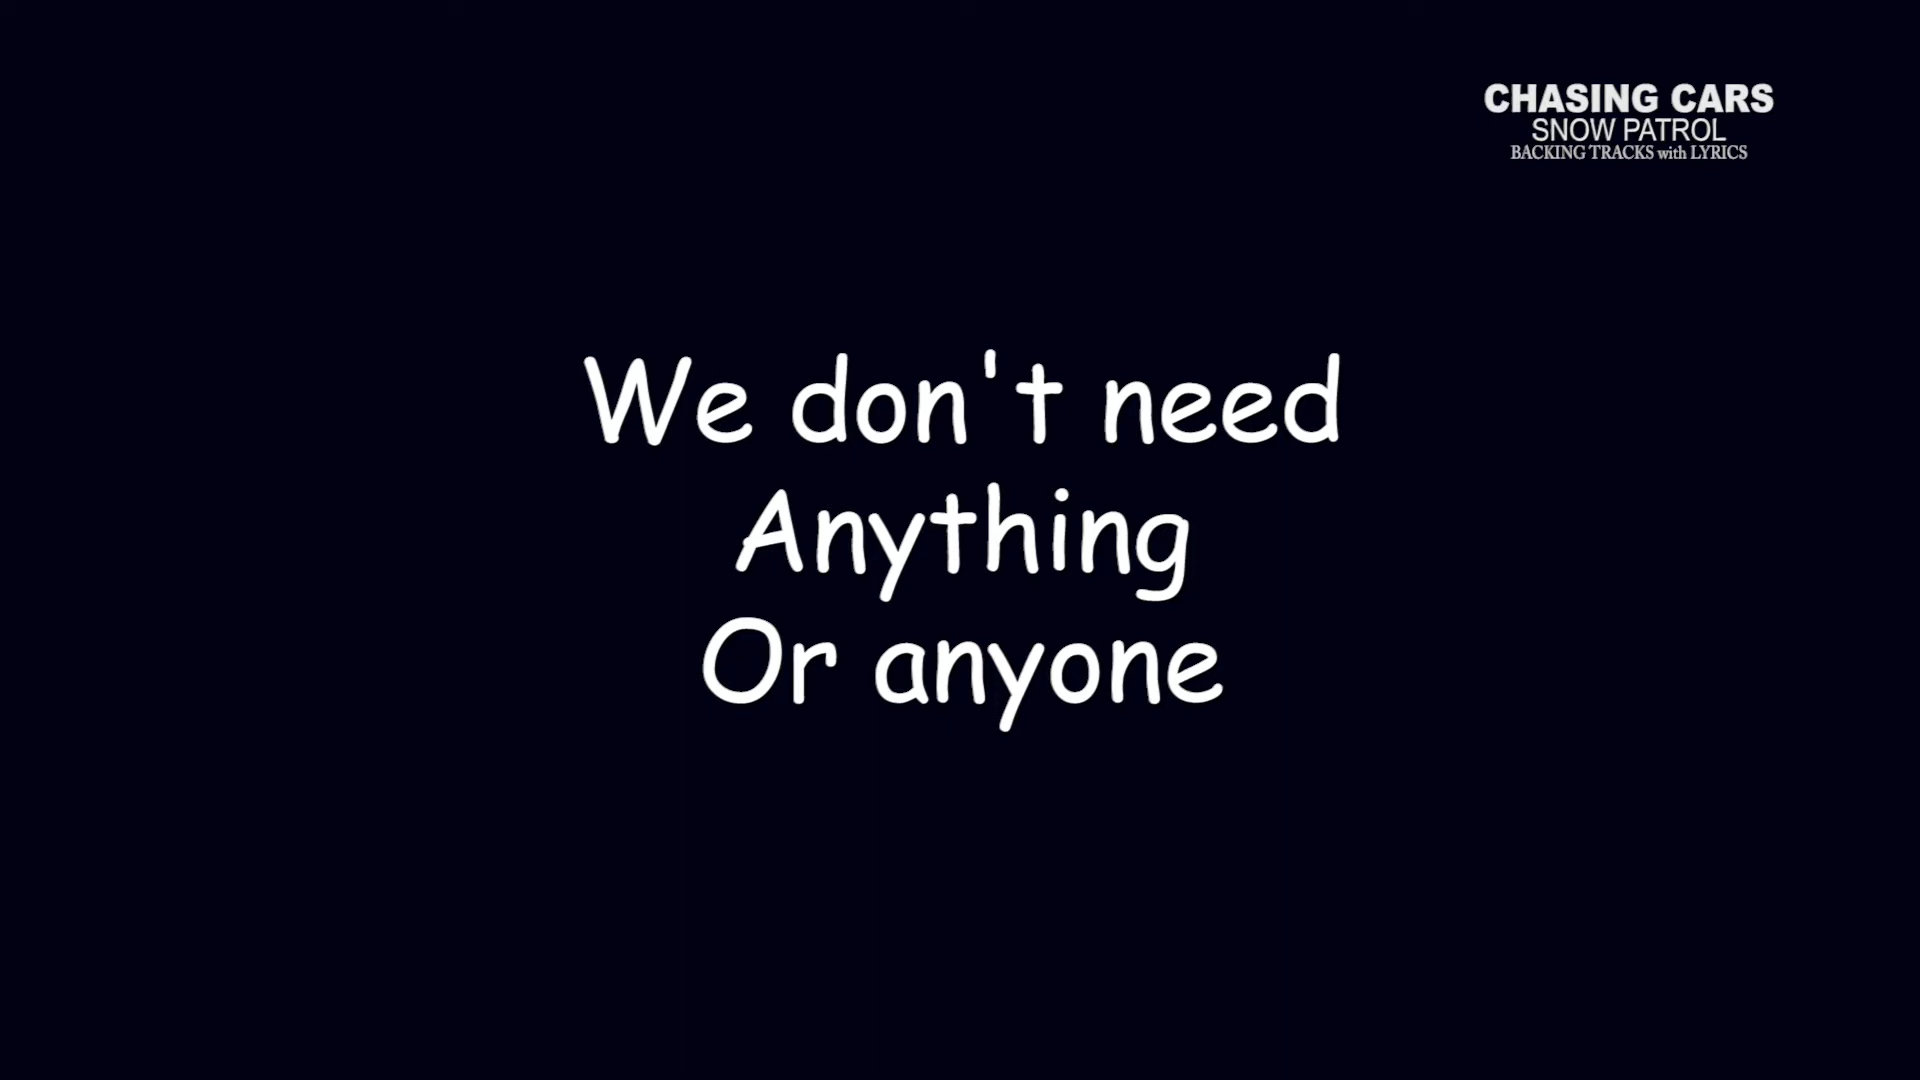 CHASING CARS
SNOW PATROL
BACKING TRACKS with LYRICS
We don't need
Anything
Or anyone